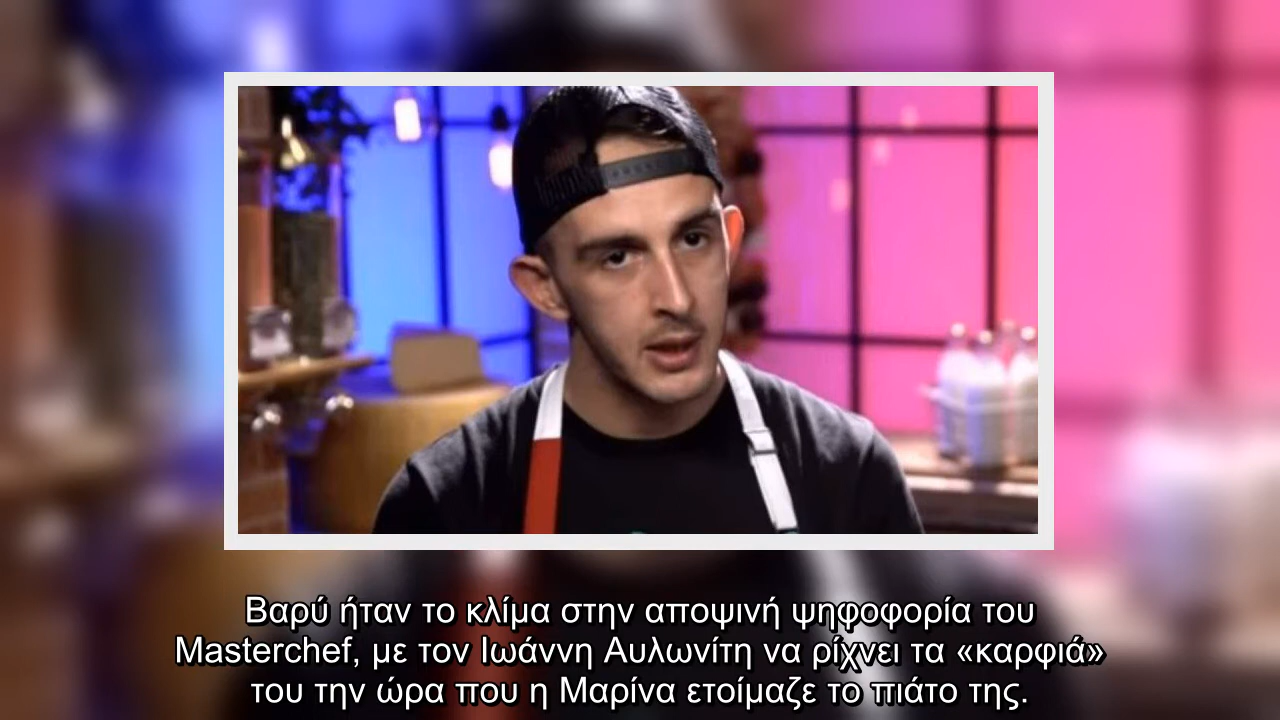 Βαρύ ήταν το κλίμα στην αποψινή ψηφοφορία του
Masterchef, με τον Ιωάννη Αυλωνίτη να ρίχνει τα «καρφιά»
του την ώρα που η Μαρίνα ετοίμαζε το πιάτο της.